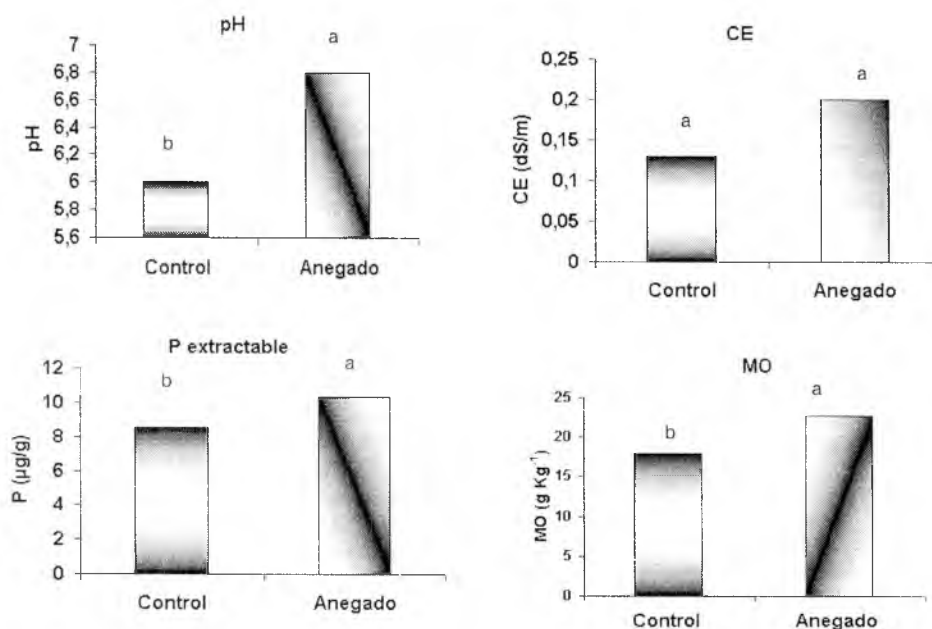 pH
a
7
6,8
6,6
6,4
6,2
6
5,8
5,6
pH
b
Control Anegado
CE
a
a
0,25
0,2
0,15
0,1
0,05
0
CE (dS/m)
Control Anegado
P extractable
b
a
12
10
8
6
4
2
0
P (µg/g)
Control Anegado
MO
a
b
25
20
15
10
5
0
MO (g Kg⁻¹)
Control Anegado